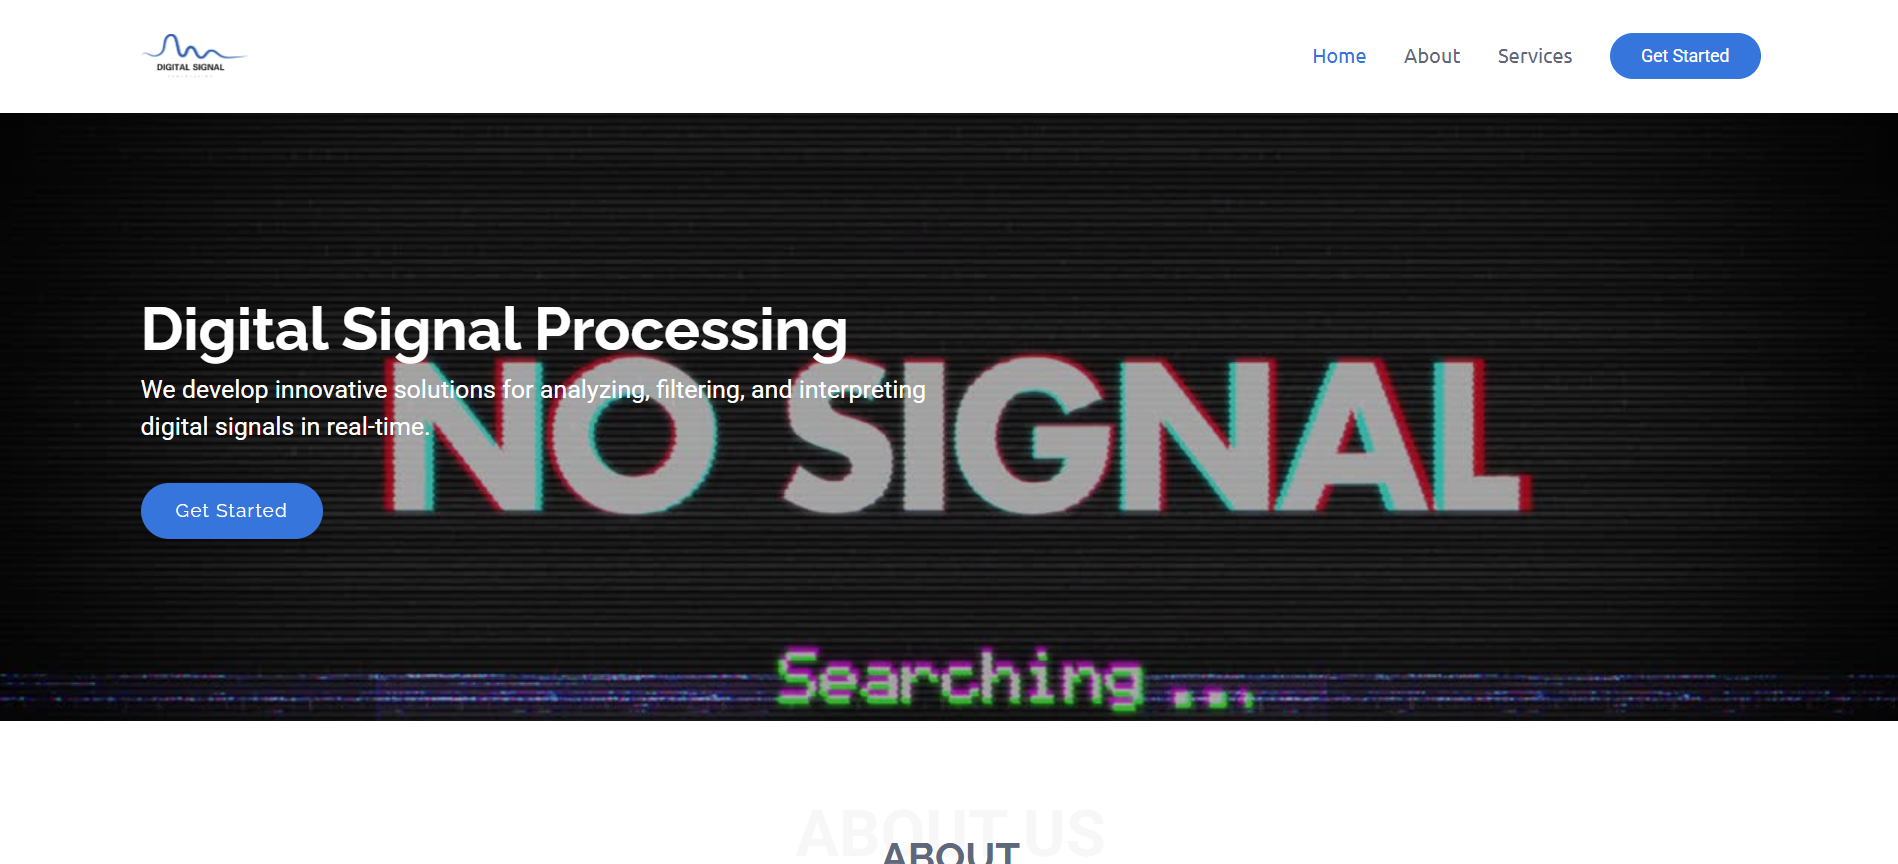 DIGITAL SIGNAL
Home
About
Services
Get Started
Digital Signal Processing
We develop innovative solutions for analyzing, filtering, and interpreting
digital signals in real-time.
Get Started
NO SIGNAL
Searching ...
ABOUT US
ABOUT